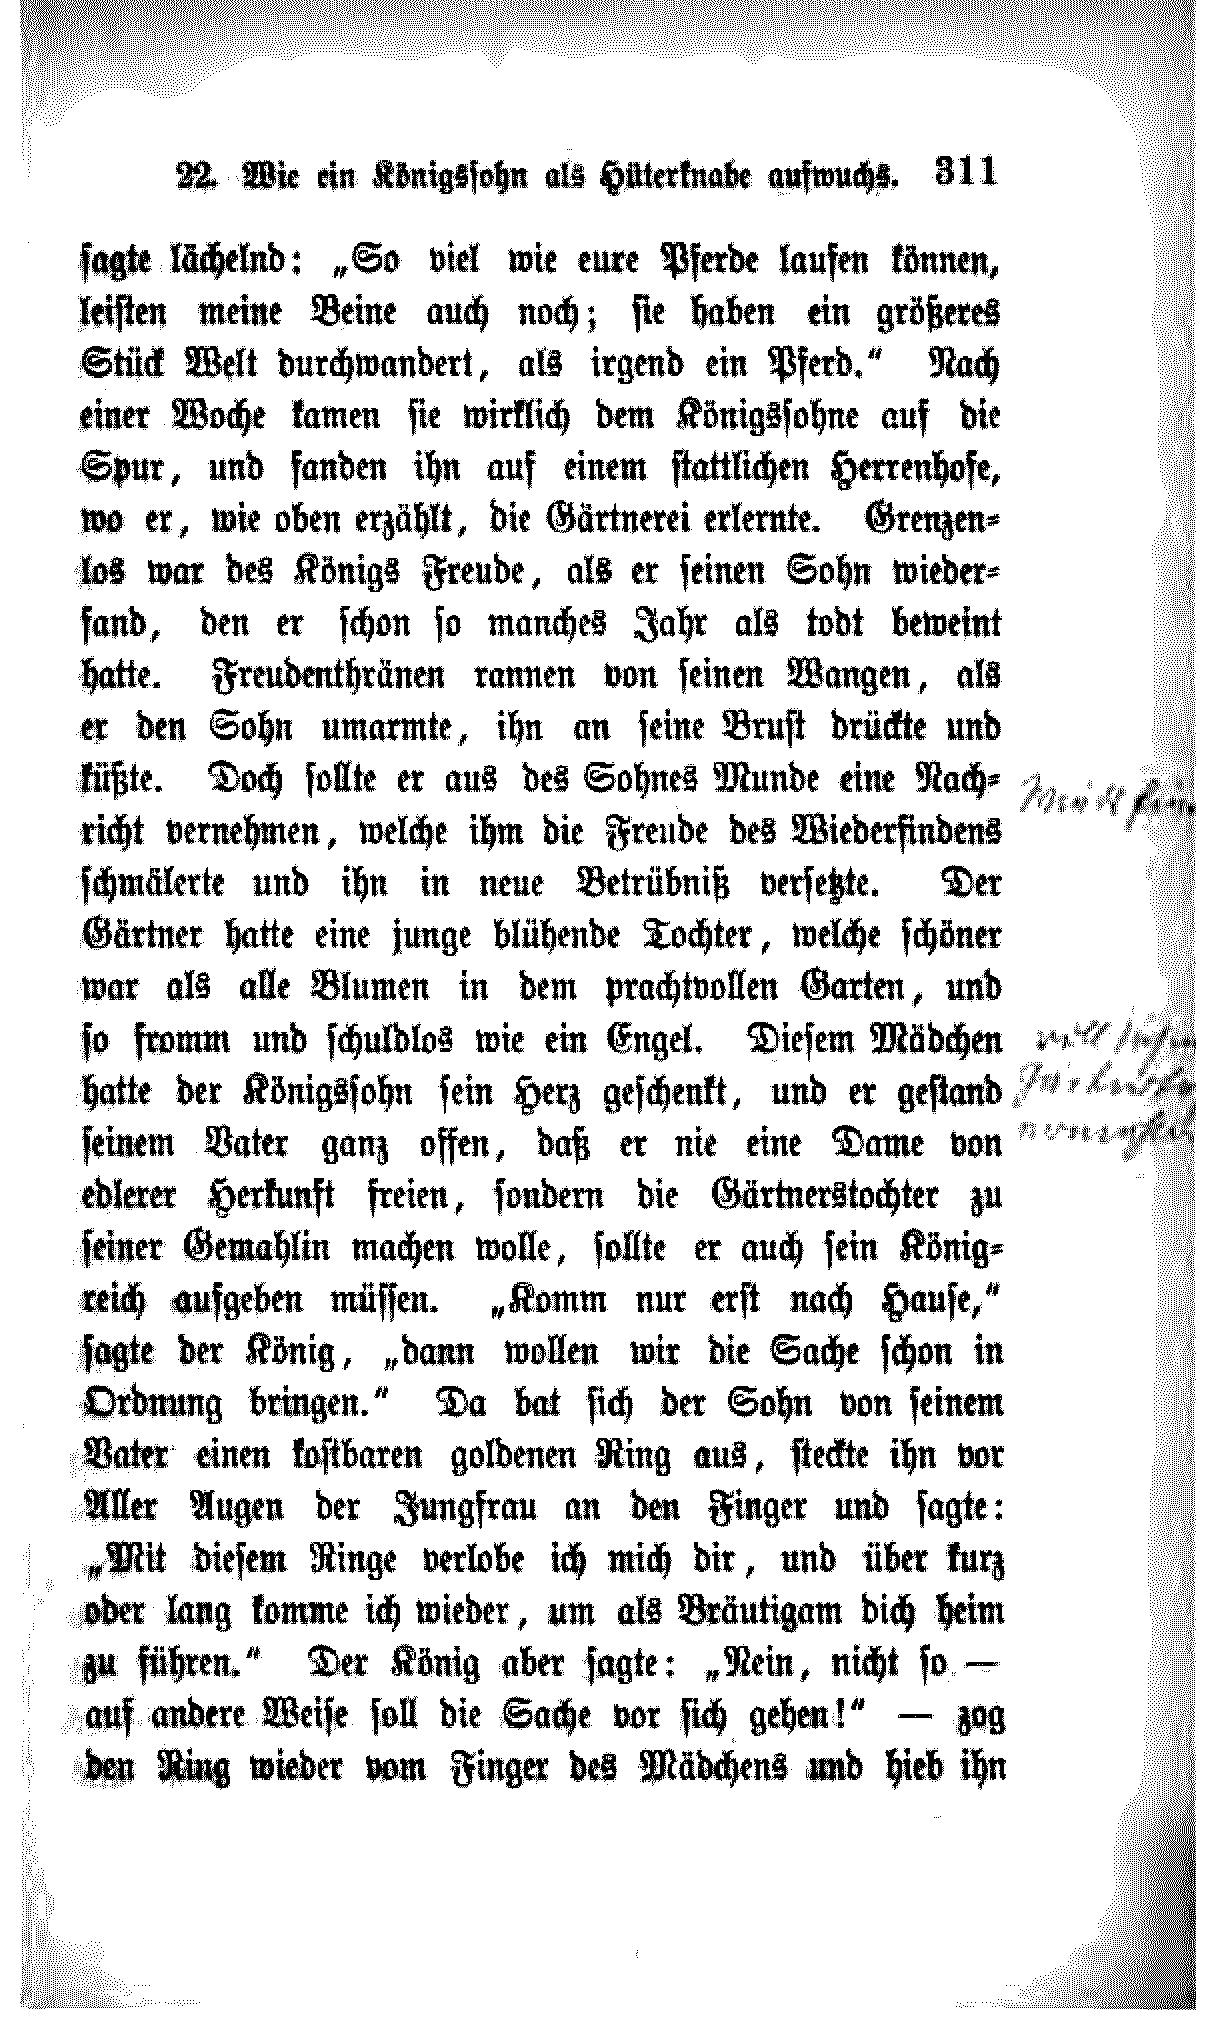 22. Wie ein Königssohn als Hüterknabe aufwuchs. 311
sagte lächelnd: „So viel wie eure Pferde laufen können,
leisten meine Beine auch noch; sie haben ein größeres
Stück Welt durchwandert, als irgend ein Pferd.“ Nach
einer Woche kamen sie wirklich dem Königssohne auf die
Spur, und fanden ihn auf einem stattlichen Herrenhofe,
wo er, wie oben erzählt, die Gärtnerei erlernte. Grenzen-
los war des Königs Freude, als er seinen Sohn wieder-
fand, den er schon so manches Jahr als todt beweint
hatte. Freudenthränen rannen von seinen Wangen, als
er den Sohn umarmte, ihn an seine Brust drückte und
küßte. Doch sollte er aus des Sohnes Munde eine Nach-
richt vernehmen, welche ihm die Freude des Wiederfindens
schmälerte und ihn in neue Betrübniß versetzte. Der
Gärtner hatte eine junge blühende Tochter, welche schöner
war als alle Blumen in dem prachtvollen Garten, und
so fromm und schuldlos wie ein Engel. Diesem Mädchen
hatte der Königssohn sein Herz geschenkt, und er gestand
seinem Vater ganz offen, daß er nie eine Dame von
edlerer Herkunft freien, sondern die Gärtnerstochter zu
seiner Gemahlin machen wolle, sollte er auch sein König-
reich aufgeben müssen. „Komm nur erst nach Hause,“
sagte der König, „dann wollen wir die Sache schon in
Ordnung bringen.“ Da bat sich der Sohn von seinem
Vater einen kostbaren goldenen Ring aus, steckte ihn vor
Aller Augen der Jungfrau an den Finger und sagte:
„Mit diesem Ringe verlobe ich mich dir, und über kurz
oder lang komme ich wieder, um als Bräutigam dich heim
zu führen.“ Der König aber sagte: „Nein, nicht so —
auf andere Weise soll die Sache vor sich gehen!“ — zog
den Ring wieder vom Finger des Mädchens und hieb ihn